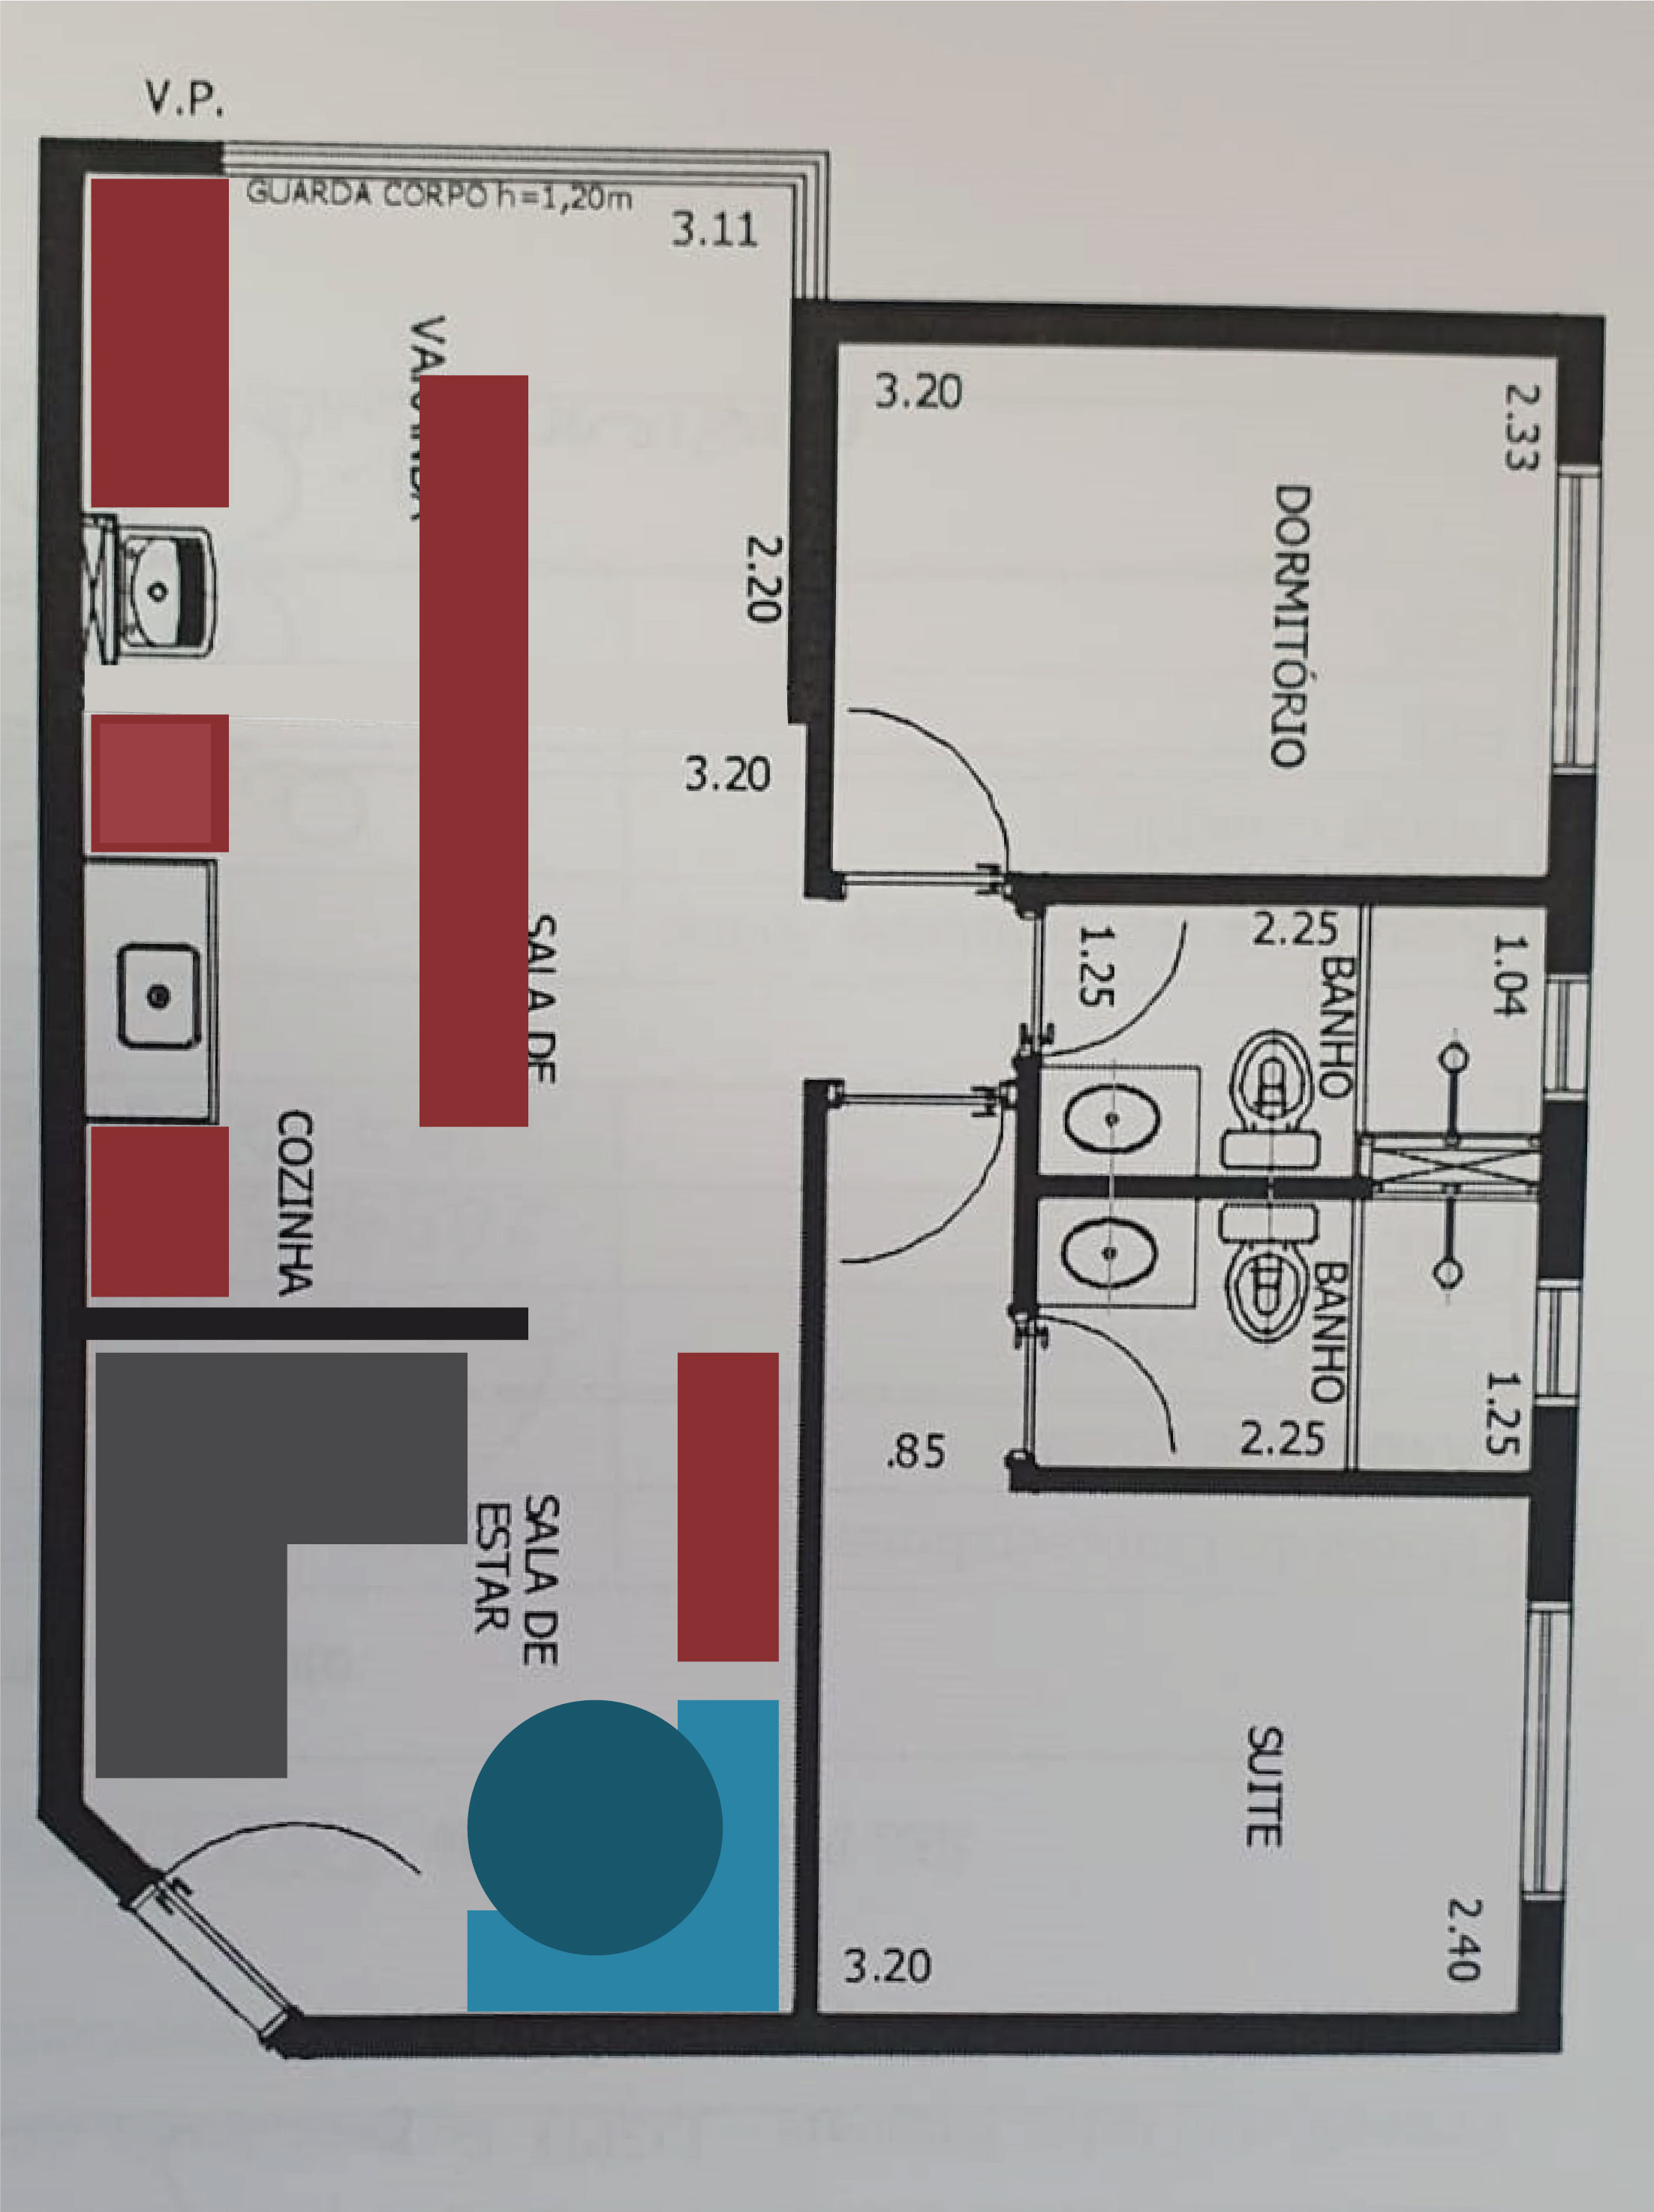 V.P.
GUARDA CORPO h=1,20m
3.11
2.20
3.20
3.20
2.33
DORMITÓRIO
SALA DE
COZINHA
1.25
2.25
BANHO
1.04
BANHO
2.25
1.25
.85
SALA DE
ESTAR
SUITE
2.40
3.20